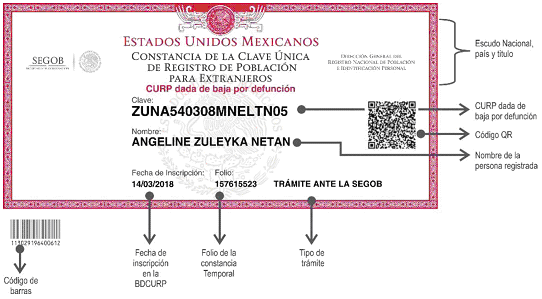 ESTADOS UNIDOS MEXICANOS
SEGOB
CONSTANCIA DE LA CLAVE ÚNICA
DE REGISTRO DE POBLACIÓN
PARA EXTRANJEROS
CURP dada de baja por defunción
DIRECCIÓN GENERAL DEL
REGISTRO NACIONAL DE POBLACIÓN
E IDENTIFICACIÓN PERSONAL
Escudo Nacional,
país y título
Clave:
ZUNA540308MNELTN05
CURP dada de
baja por defunción
Código QR
Nombre:
ANGELINE ZULEYKA NETAN
Nombre de la
persona registrada
Fecha de Inscripción:
Folio:
14/03/2018
157615523
TRÁMITE ANTE LA SEGOB
Código de
barras
Fecha de
inscripción
en la
BDCURP
Folio de la
constancia
Temporal
Tipo de
trámite